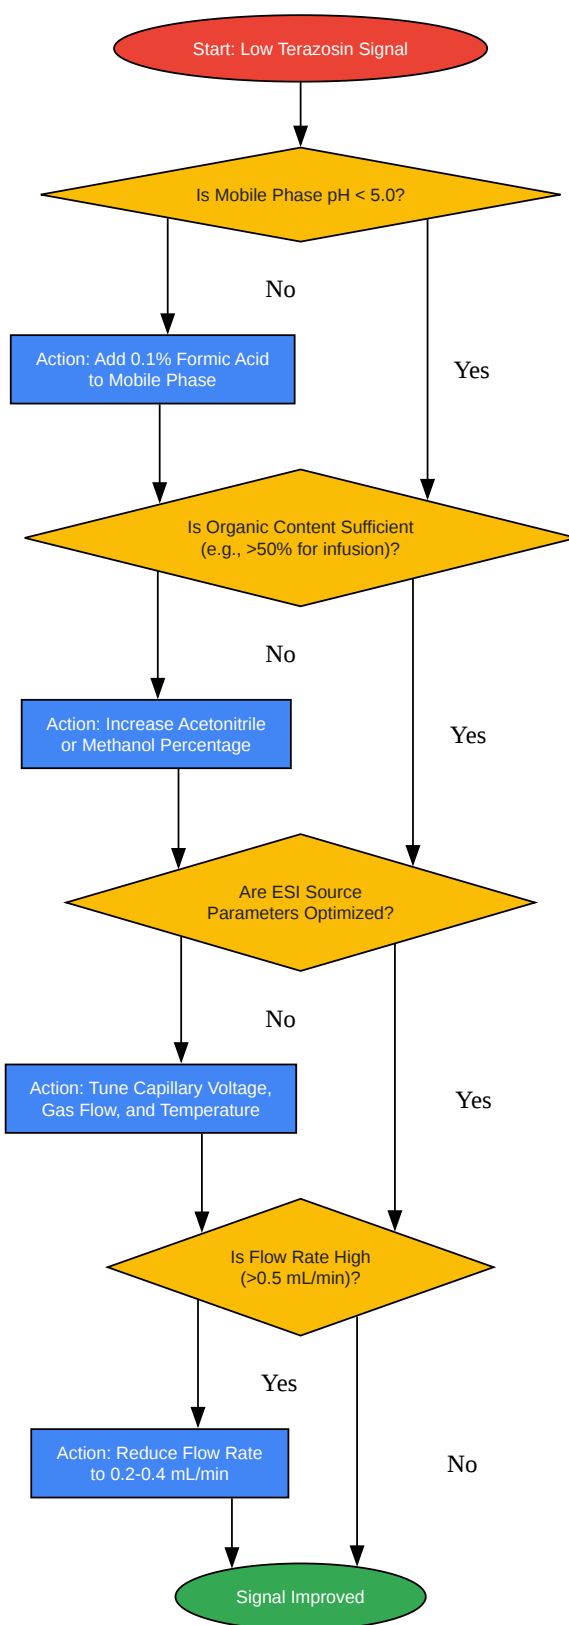 Start: Low Terazosin Signal
Is Mobile Phase pH < 5.0?
No
Action: Add 0.1% Formic Acid
to Mobile Phase
Yes
Is Organic Content Sufficient
(e.g., >50% for infusion)?
No
Action: Increase Acetonitrile
or Methanol Percentage
Yes
Are ESI Source
Parameters Optimized?
No
Action: Tune Capillary Voltage,
Gas Flow, and Temperature
Yes
Is Flow Rate High
(>0.5 mL/min)?
Yes
Action: Reduce Flow Rate
to 0.2-0.4 mL/min
No
Signal Improved